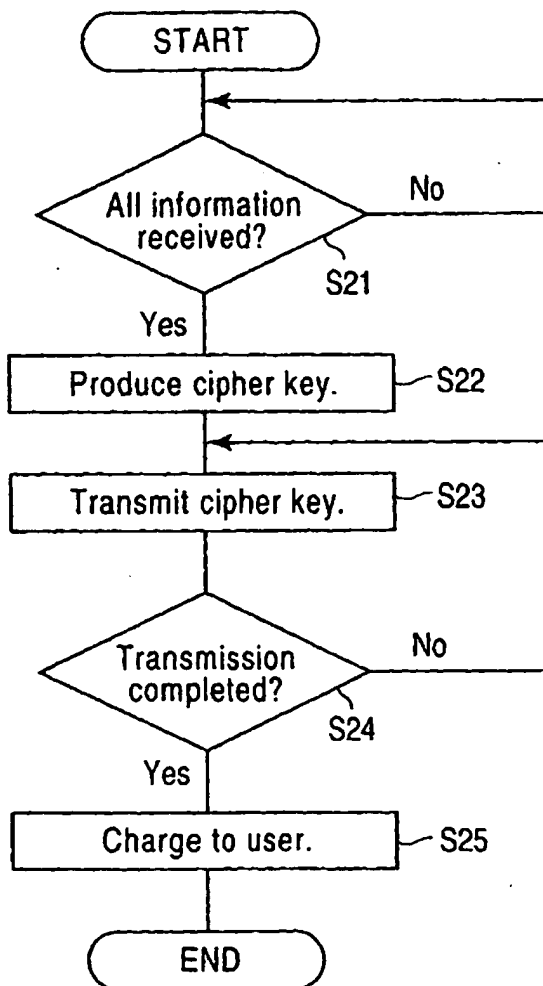 START
All information
received?
No
S21
Yes
Produce cipher key.
S22
Transmit cipher key.
S23
Transmission
completed?
No
S24
Yes
Charge to user.
S25
END